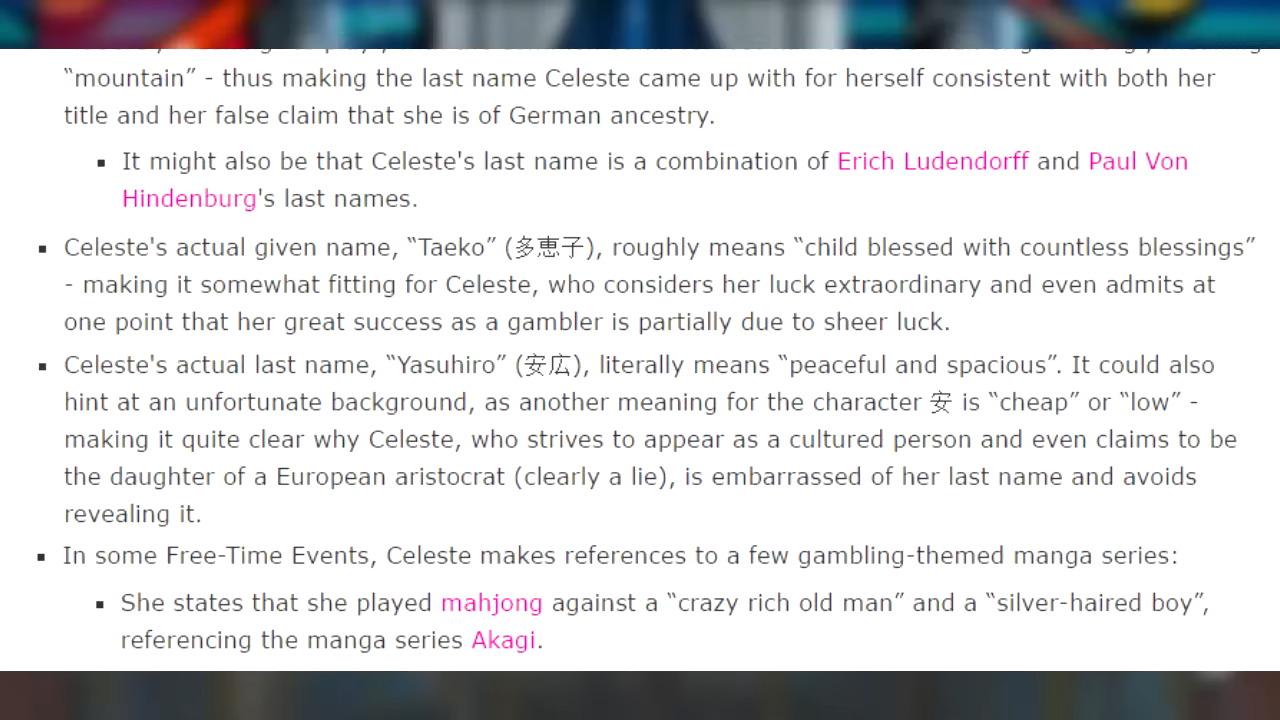 “mountain” - thus making the last name Celeste came up with for herself consistent with both her
title and her false claim that she is of German ancestry.
It might also be that Celeste's last name is a combination of Erich Ludendorff and Paul Von
Hindenburg's last names.
Celeste's actual given name, “Taeko” (多恵子), roughly means “child blessed with countless blessings”
- making it somewhat fitting for Celeste, who considers her luck extraordinary and even admits at
one point that her great success as a gambler is partially due to sheer luck.
Celeste's actual last name, “Yasuhiro” (安広), literally means “peaceful and spacious”. It could also
hint at an unfortunate background, as another meaning for the character 安 is “cheap” or “low” -
making it quite clear why Celeste, who strives to appear as a cultured person and even claims to be
the daughter of a European aristocrat (clearly a lie), is embarrassed of her last name and avoids
revealing it.
In some Free-Time Events, Celeste makes references to a few gambling-themed manga series:
She states that she played mahjong against a “crazy rich old man” and a “silver-haired boy”,
referencing the manga series Akagi.